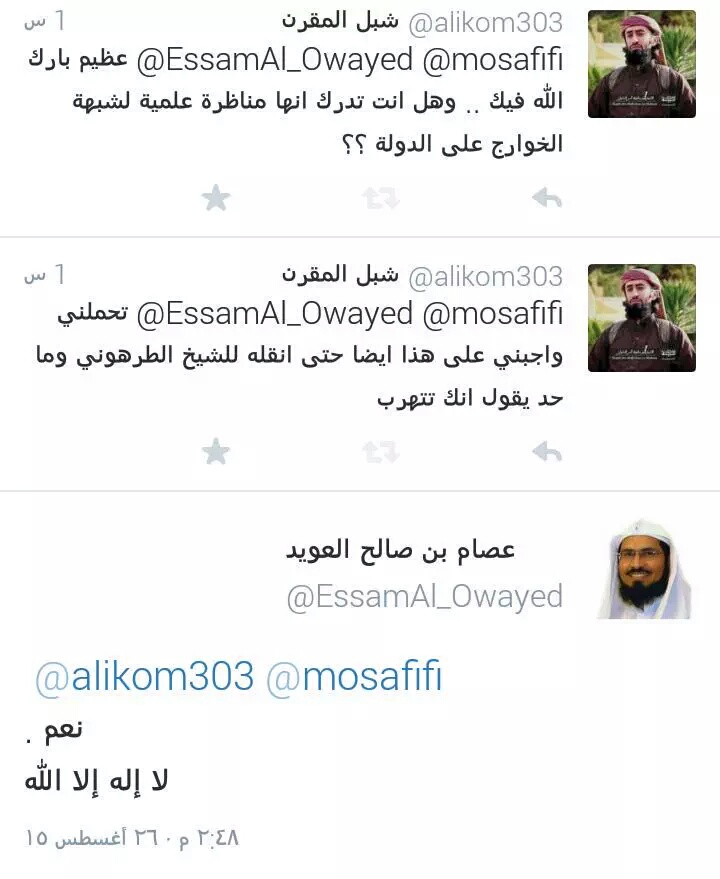 شبل المقرن @alikom303 1 س
@EssamAl_Owayed @mosafifi عظيم بارك
الله فيك .. وهل انت تدرك انها مناظرة علمية لشبهة
الخوارج على الدولة ؟؟
شبل المقرن @alikom303 1 س
@EssamAl_Owayed @mosafifi تحملني
واجبني على هذا ايضا حتى انقله للشيخ الطرهوني وما
حد يقول انك تتهرب
عصام بن صالح العويد
@EssamAl_Owayed
@alikom303 @mosafifi
نعم .
لا إله إلا الله
٢:٤٨ م · ٢٦ أغسطس ١٥